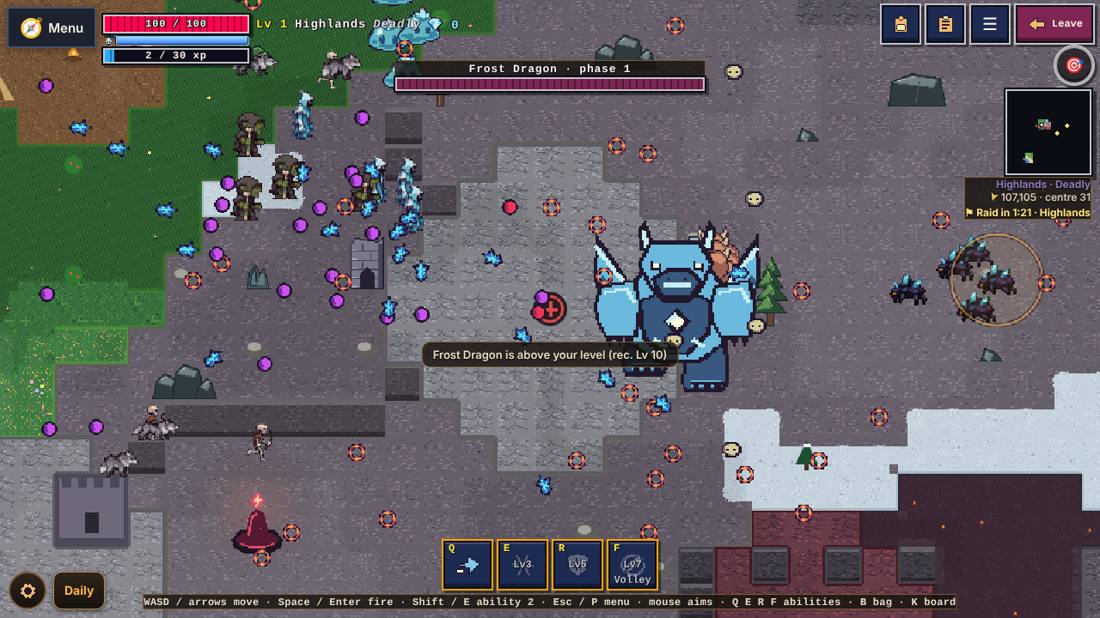 Menu
100 / 100
Lv 1 Highlands Deadly
0
2 / 30 xp
Frost Dragon · phase 1
Leave
Highlands · Deadly
107,105 · centre 31
Raid in 1:21 · Highlands
Frost Dragon is above your level (rec. Lv 10)
Q
E
Lv3
R
Lv5
F
Lv7
Volley
Daily
WASD / arrows move · Space / Enter fire · Shift / E ability 2 · Esc / P menu · mouse aims · Q E R F abilities · B bag · K board